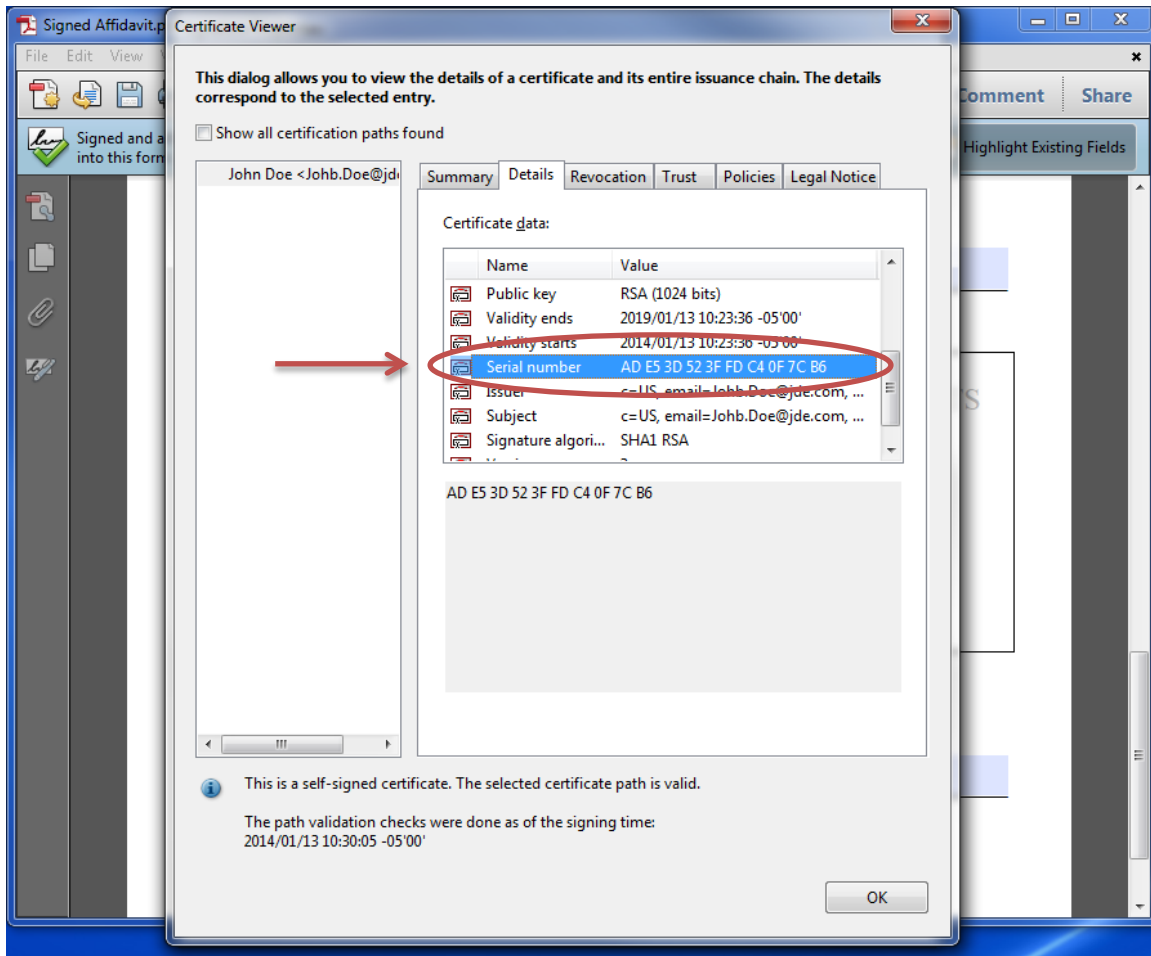 Signed Affidavit.p
Certificate Viewer
File Edit View
This dialog allows you to view the details of a certificate and its entire issuance chain. The details
correspond to the selected entry.
Comment Share
Show all certification paths found
Signed and a
into this form
Highlight Existing Fields
John Doe <Johb.Doe@jd
Summary Details Revocation Trust Policies Legal Notice
Certificate data:
Name Value
Public key RSA (1024 bits)
Validity ends 2019/01/13 10:23:36 -05'00'
Validity starts 2014/01/13 10:23:36 -05'00'
Serial number AD E5 3D 52 3F FD C4 0F 7C B6
Issuer c=US, email=Johb.Doe@jde.com, ...
Subject c=US, email=Johb.Doe@jde.com, ...
Signature algori... SHA1 RSA
AD E5 3D 52 3F FD C4 0F 7C B6
This is a self-signed certificate. The selected certificate path is valid.
The path validation checks were done as of the signing time:
2014/01/13 10:30:05 -05'00'
OK